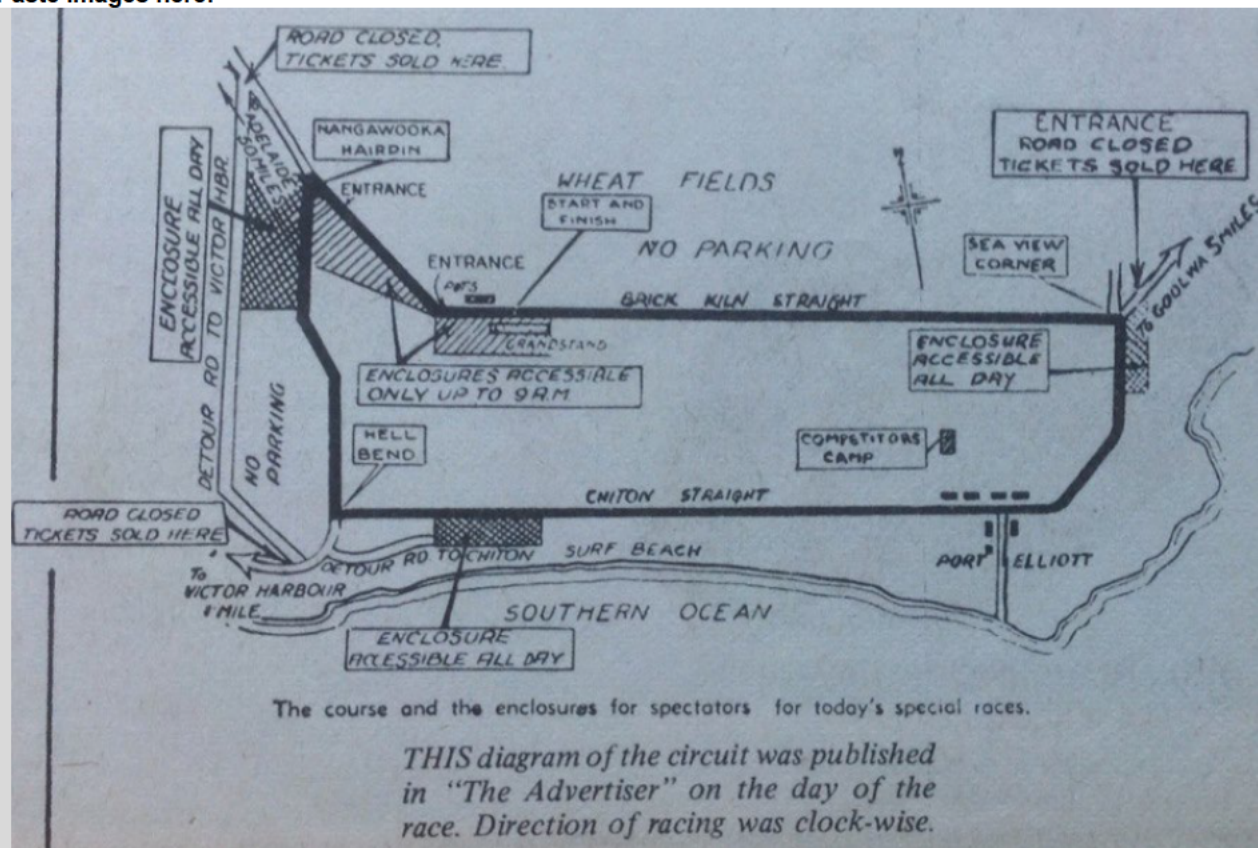 Paste images here:
ROAD CLOSED,
TICKETS SOLD HERE.
NANGAWOOKA
HAIRDIN
TO ADELAIDE
50 MILES
ENTRANCE
ENCLOSURE
ACCESSIBLE ALL DAY
DETOUR RD TO VICTOR HBR.
WHEAT FIELDS
START AND
FINISH
NO PARKING
N
ENTRANCE
ROAD CLOSED
TICKETS SOLD HERE
SEA VIEW
CORNER
TO GOOLWA 5 MILES
ENTRANCE
PITS
BRICK KILN STRAIGHT
GRANDSTAND
ENCLOSURE
ACCESSIBLE
ALL DAY
ENCLOSURES ACCESSIBLE
ONLY UP TO 9 A.M
NO
PARKING
HELL
BEND
COMPETITORS
CAMP
CHITON STRAIGHT
ROAD CLOSED
TICKETS SOLD HERE
DETOUR RD TO CHITON SURF BEACH
PORT ELLIOTT
To
VICTOR HARBOUR
MILE
SOUTHERN OCEAN
ENCLOSURE
ACCESSIBLE ALL DAY
The course and the enclosures for spectators for today's special races.
THIS diagram of the circuit was published
in "The Advertiser" on the day of the
race. Direction of racing was clock-wise.